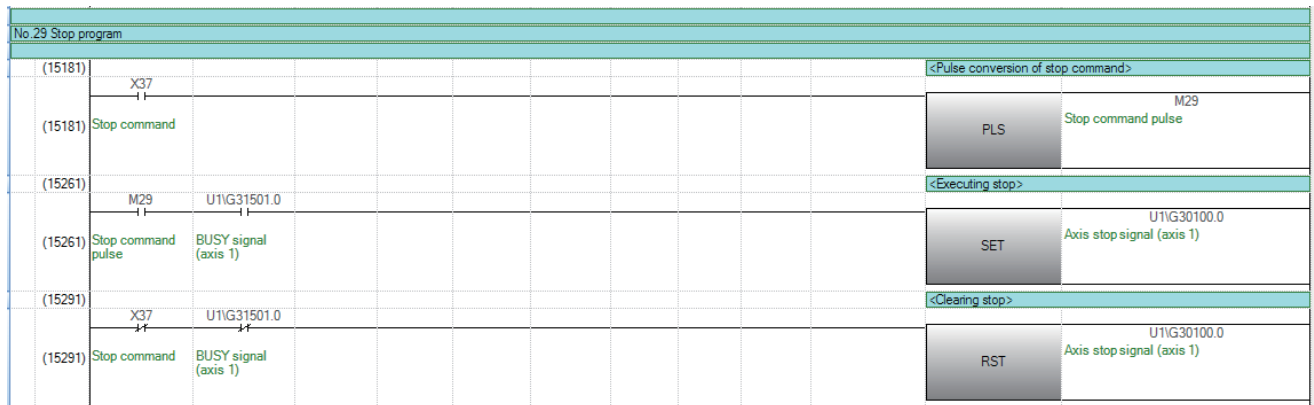 No.29 Stop program
(15181) <Pulse conversion of stop command>
X37
M29
(15181) Stop command PLS Stop command pulse
(15261) <Executing stop>
M29 U1\G31501.0
U1\G30100.0
(15261) Stop command BUSY signal SET Axis stop signal (axis 1)
pulse (axis 1)
(15291) <Clearing stop>
X37 U1\G31501.0
U1\G30100.0
(15291) Stop command BUSY signal RST Axis stop signal (axis 1)
(axis 1)